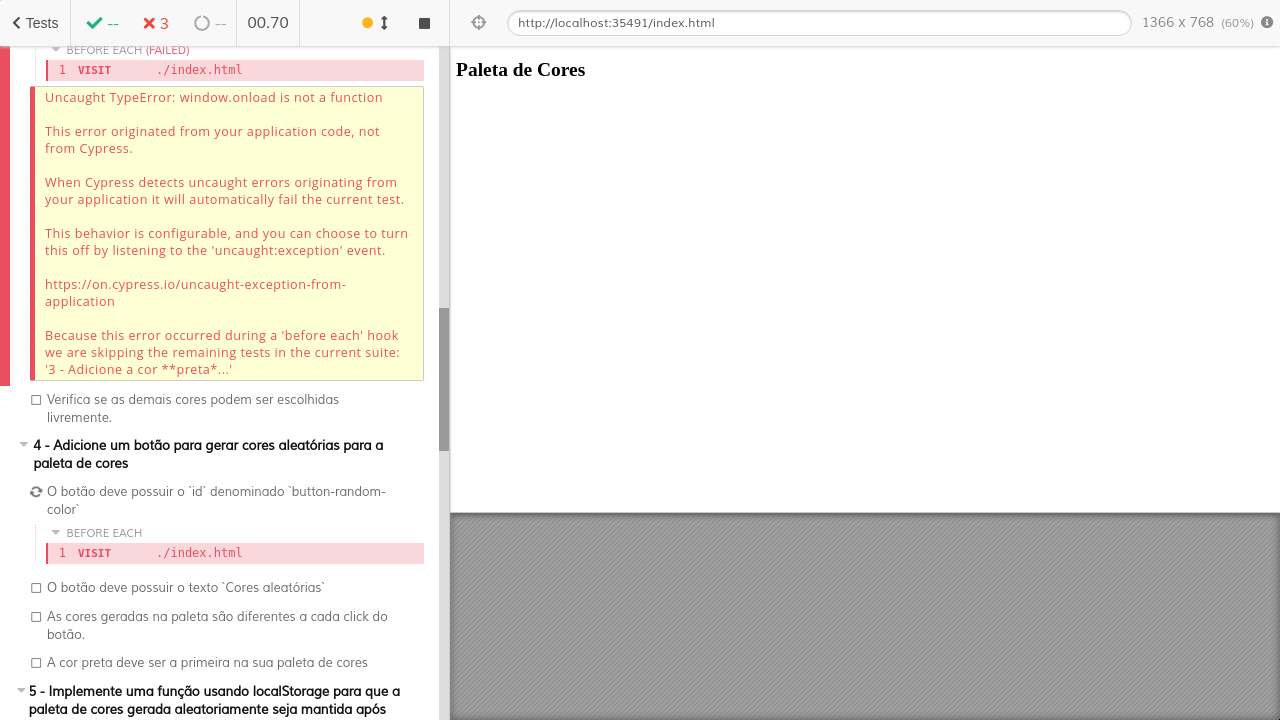 Tests
--
3
--
00.70
http://localhost:35491/index.html
1366 x 768 (60%)
BEFORE EACH (FAILED)
1 VISIT ./index.html
Uncaught TypeError: window.onload is not a function
This error originated from your application code, not
from Cypress.
When Cypress detects uncaught errors originating from
your application it will automatically fail the current test.
This behavior is configurable, and you can choose to turn
this off by listening to the 'uncaught:exception' event.
https://on.cypress.io/uncaught-exception-from-
application
Because this error occurred during a 'before each' hook
we are skipping the remaining tests in the current suite:
'3 - Adicione a cor **preta*...'
Verifica se as demais cores podem ser escolhidas
livremente.
4 - Adicione um botão para gerar cores aleatórias para a
paleta de cores
O botão deve possuir o `id` denominado `button-random-
color`
BEFORE EACH
1 VISIT ./index.html
O botão deve possuir o texto `Cores aleatórias`
As cores geradas na paleta são diferentes a cada click do
botão.
A cor preta deve ser a primeira na sua paleta de cores
5 - Implemente uma função usando localStorage para que a
paleta de cores gerada aleatoriamente seja mantida após
Paleta de Cores